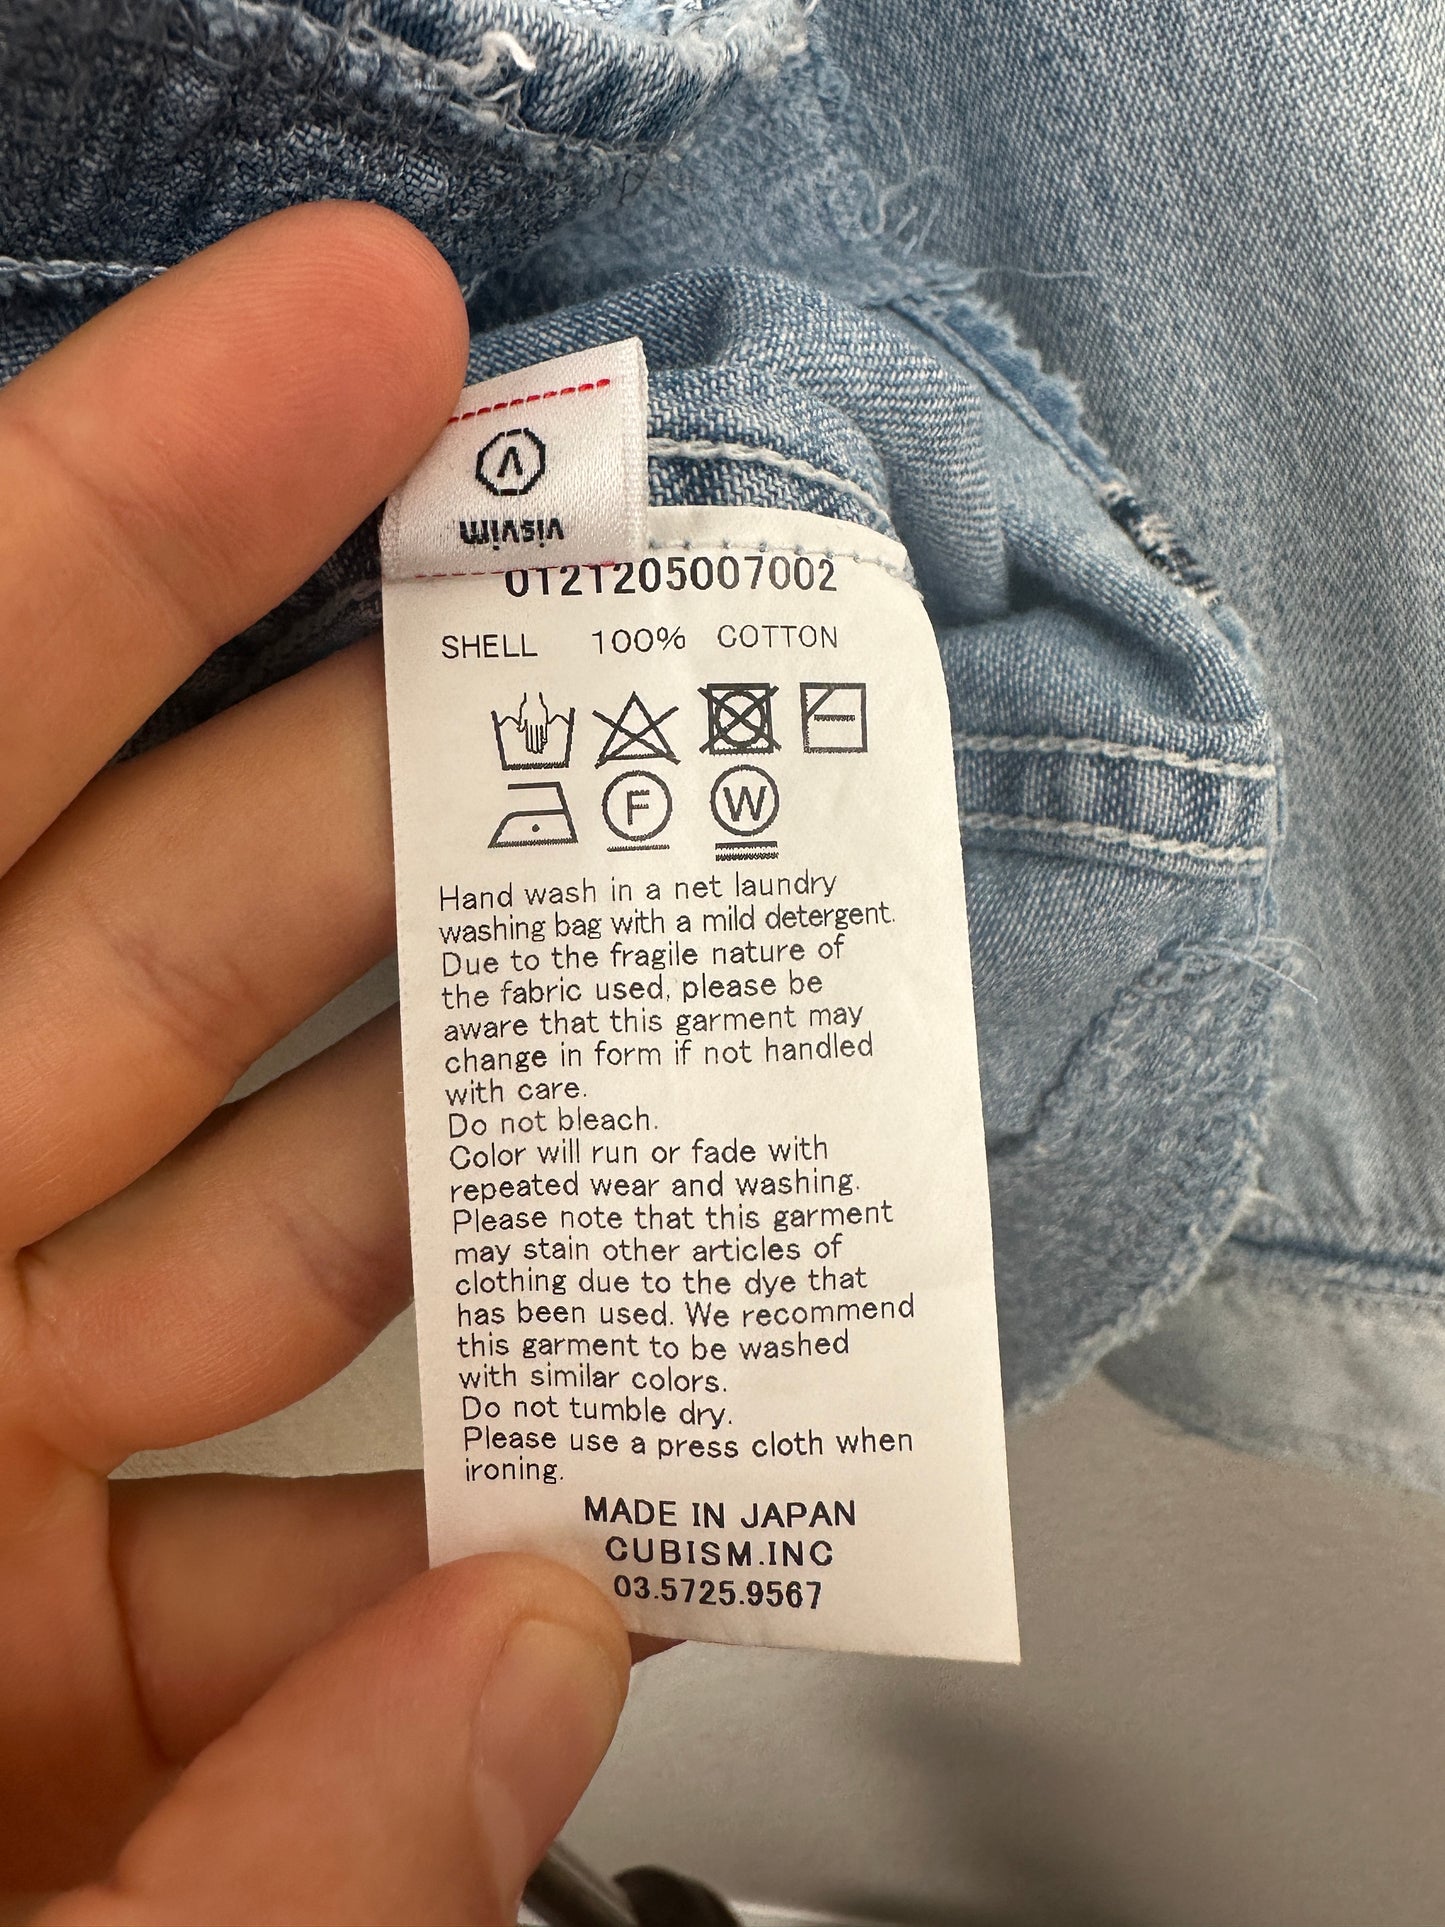 visvim
0121205007002
SHELL 100% COTTON
F W
Hand wash in a net laundry
washing bag with a mild detergent.
Due to the fragile nature of
the fabric used, please be
aware that this garment may
change in form if not handled
with care.
Do not bleach.
Color will run or fade with
repeated wear and washing.
Please note that this garment
may stain other articles of
clothing due to the dye that
has been used. We recommend
this garment to be washed
with similar colors.
Do not tumble dry.
Please use a press cloth when
ironing.
MADE IN JAPAN
CUBISM.INC
03.5725.9567